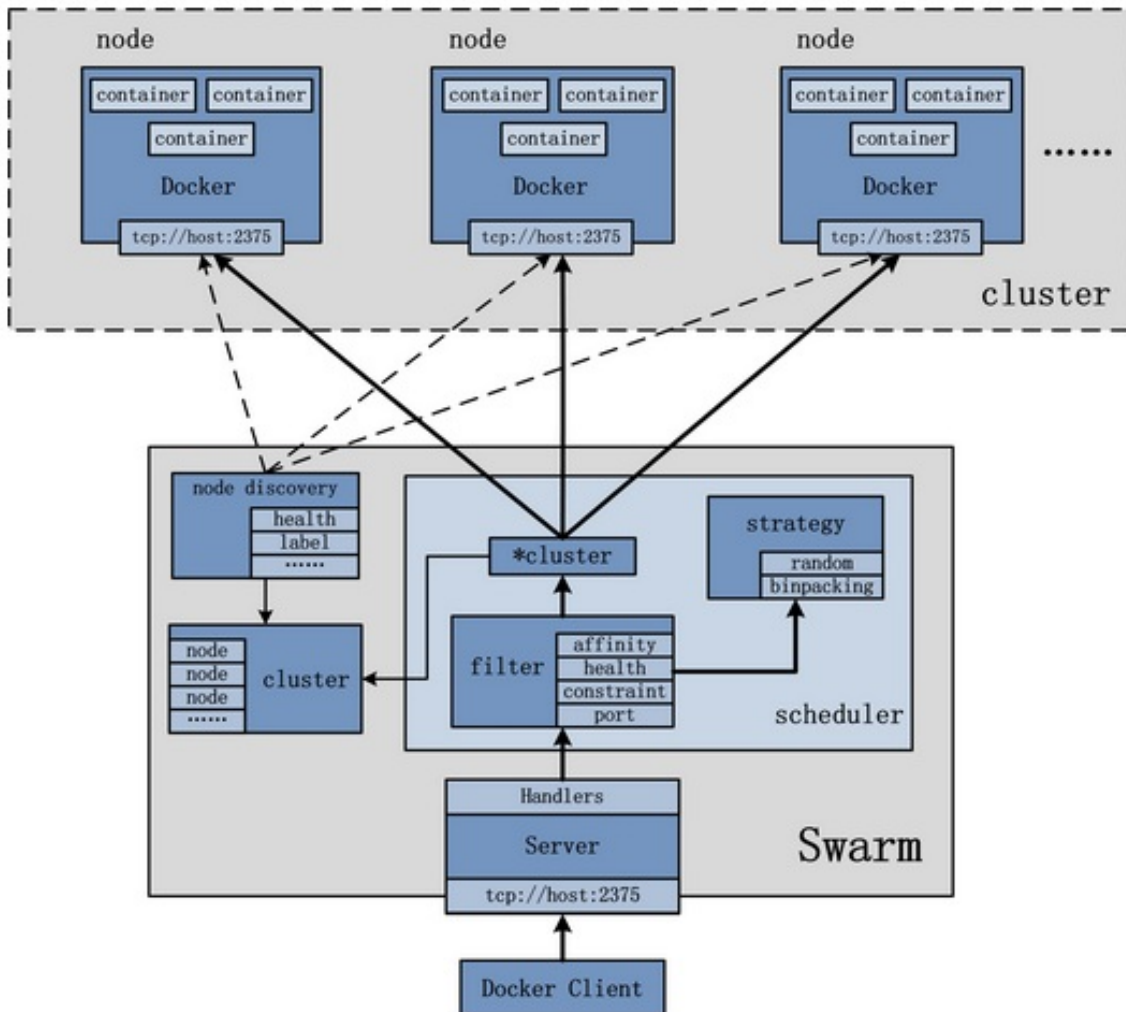 node
node
node
container container
container
Docker
tcp://host:2375
container container
container
Docker
tcp://host:2375
container container
container
Docker
tcp://host:2375
……
cluster
node discovery
health
label
……
node
node
node
……
cluster
*cluster
filter
affinity
health
constraint
port
strategy
random
binpacking
scheduler
Handlers
Server
tcp://host:2375
Swarm
Docker Client